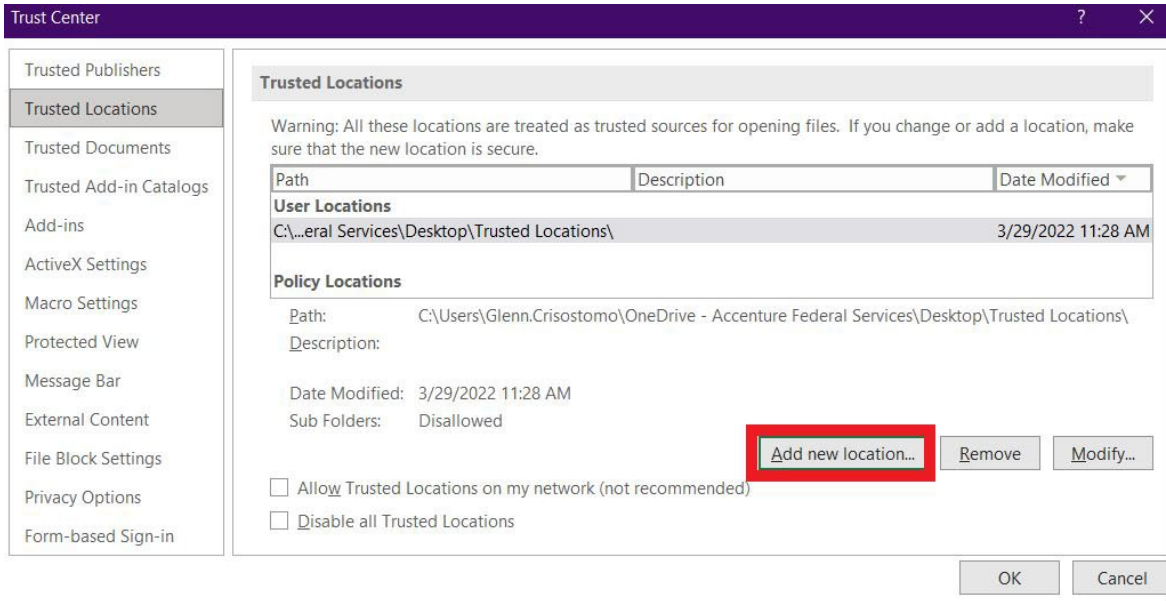 Trust Center ?
Trusted Publishers
Trusted Locations
Trusted Documents
Trusted Add-in Catalogs
Add-ins
ActiveX Settings
Macro Settings
Protected View
Message Bar
External Content
File Block Settings
Privacy Options
Form-based Sign-in
Trusted Locations
Warning: All these locations are treated as trusted sources for opening files. If you change or add a location, make
sure that the new location is secure.
Path Description Date Modified
User Locations
C:\...eral Services\Desktop\Trusted Locations\ 3/29/2022 11:28 AM
Policy Locations
Path: C:\Users\Glenn.Crisostomo\OneDrive - Accenture Federal Services\Desktop\Trusted Locations\
Description:
Date Modified: 3/29/2022 11:28 AM
Sub Folders: Disallowed
Add new location... Remove Modify...
Allow Trusted Locations on my network (not recommended)
Disable all Trusted Locations
OK Cancel